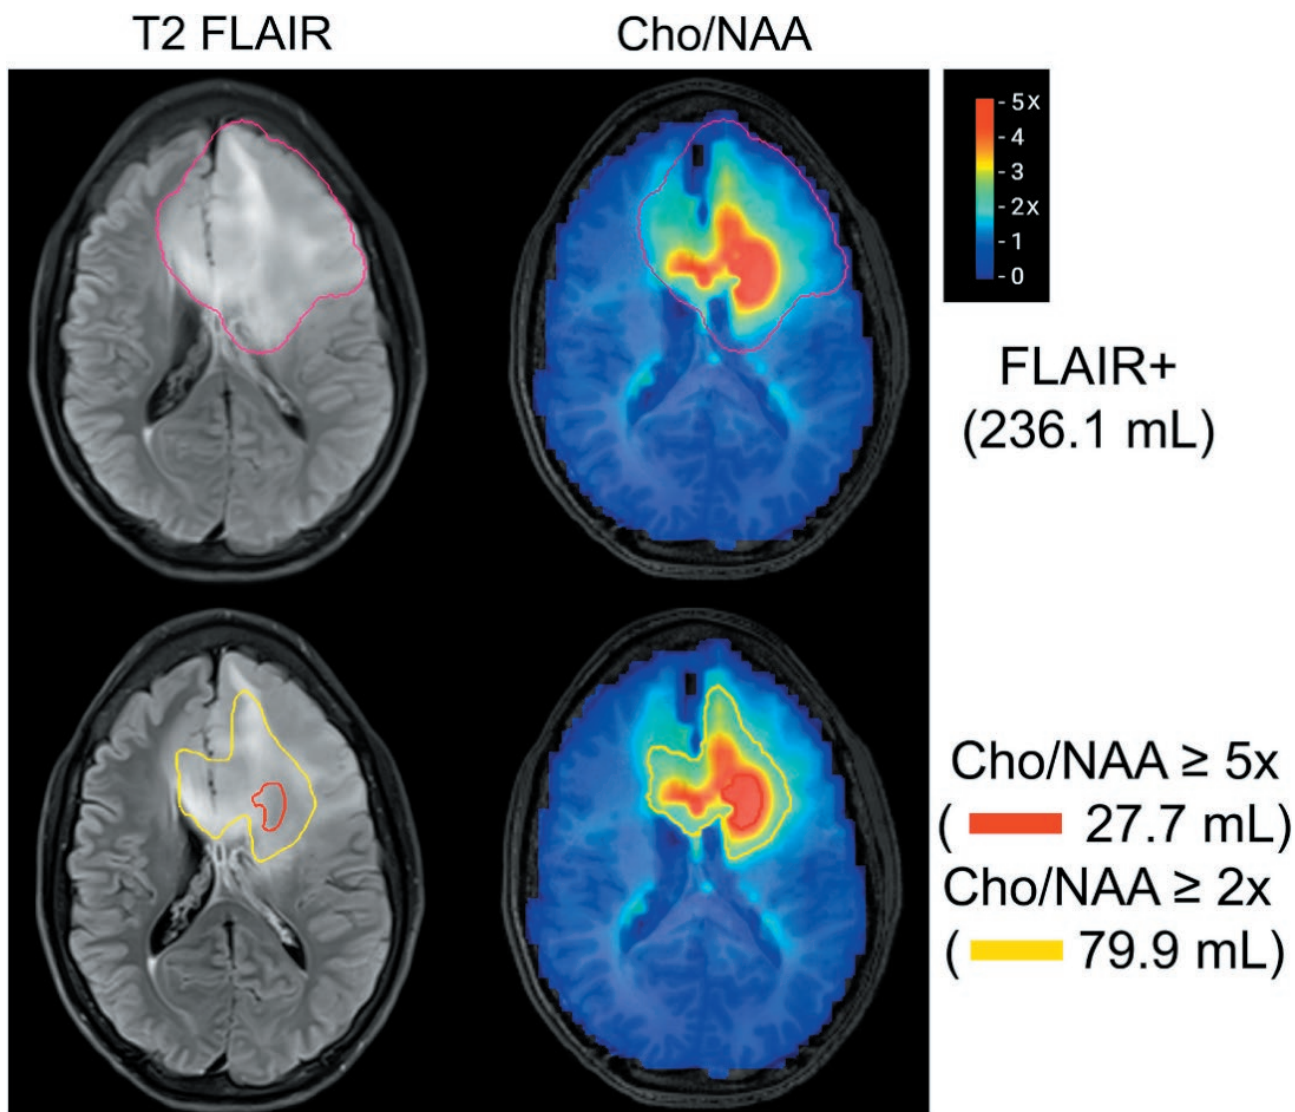 T2 FLAIR
Cho/NAA
- 5x
- 4
- 3
- 2x
- 1
- 0
FLAIR+
(236.1 mL)
Cho/NAA ≥ 5x
( 27.7 mL)
Cho/NAA ≥ 2x
( 79.9 mL)